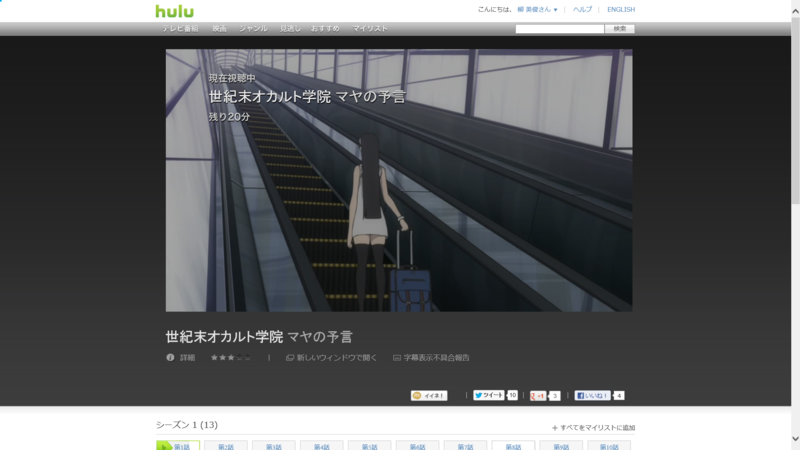 hulu
こんにちは、柳 英俊さん ▼ | ヘルプ | ENGLISH
テレビ番組 映画 ジャンル 見逃し おすすめ マイリスト
検索
現在視聴中
世紀末オカルト学院 マヤの予言
残り20分
世紀末オカルト学院 マヤの予言
詳細 ★★★★★ | 新しいウィンドウで開く 字幕表示不具合報告
イイネ! | ツイート 10 | +1 3 | いいね! 4
シーズン 1 (13)
+ すべてをマイリストに追加
第1話 第2話 第3話 第4話 第5話 第6話 第7話 第8話 第9話 第10話